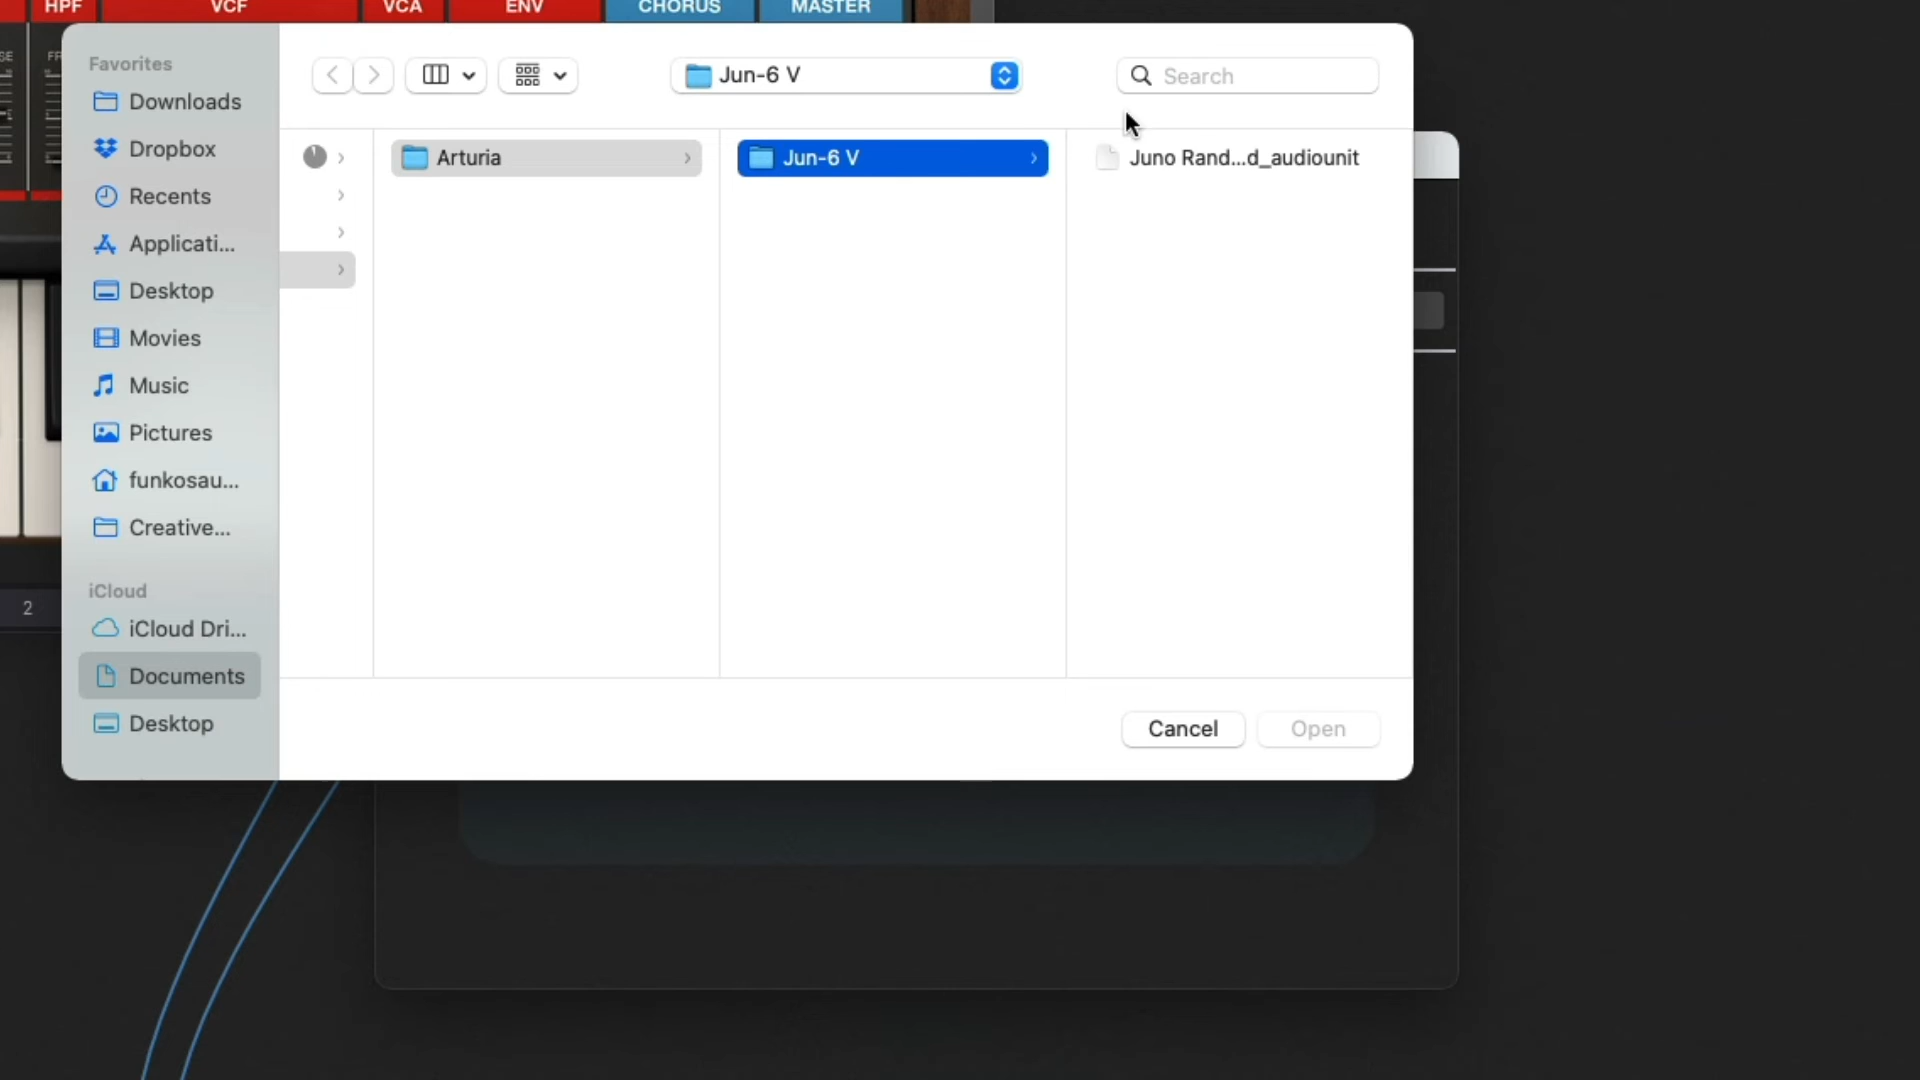 HPF
VCF
VCA
ENV
CHORUS
MASTER
Favorites
Downloads
Dropbox
Recents
Applicati...
Desktop
Movies
Music
Pictures
funkosau...
Creative...
iCloud
iCloud Dri...
Documents
Desktop
Jun-6 V
Search
Arturia
Jun-6 V
Juno Rand...d_audiounit
Cancel
Open
2